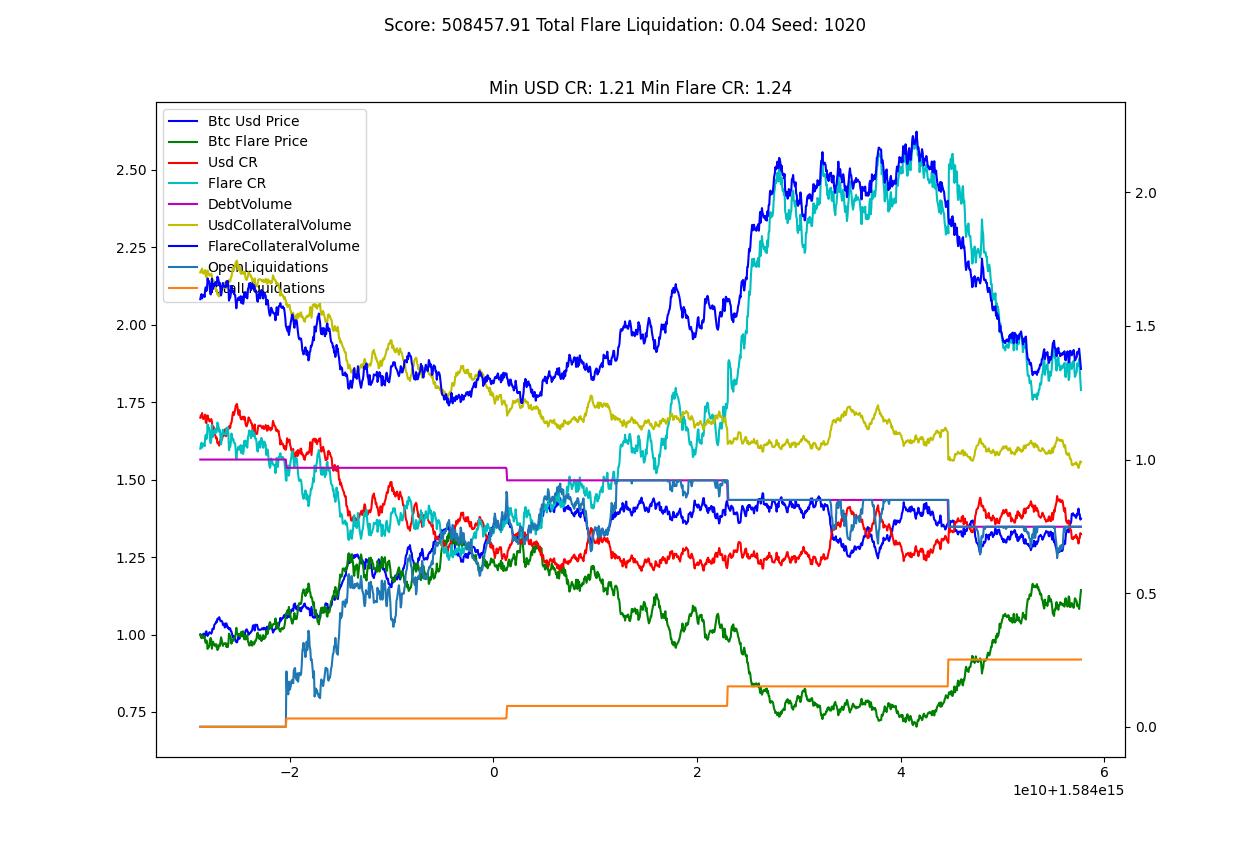 Score: 508457.91 Total Flare Liquidation: 0.04 Seed: 1020
Min USD CR: 1.21 Min Flare CR: 1.24
Btc Usd Price
Btc Flare Price
Usd CR
Flare CR
DebtVolume
UsdCollateralVolume
FlareCollateralVolume
OpenLiquidations
TotalLiquidations
2.50
2.25
2.00
1.75
1.50
1.25
1.00
0.75
2.0
1.5
1.0
0.5
0.0
−2 0 2 4 6
1e10+1.584e15